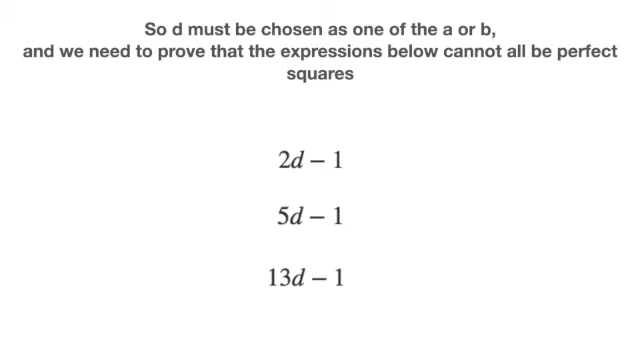 So d must be chosen as one of the a or b,
and we need to prove that the expressions below cannot all be perfect
squares
2d − 1
5d − 1
13d − 1